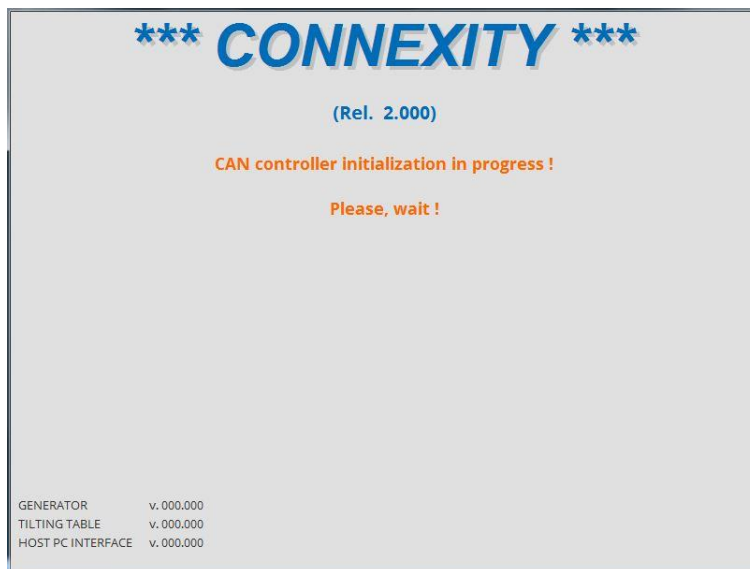 *** CONNEXITY ***
(Rel. 2.000)
CAN controller initialization in progress !
Please, wait !
GENERATOR v. 000.000
TILTING TABLE v. 000.000
HOST PC INTERFACE v. 000.000